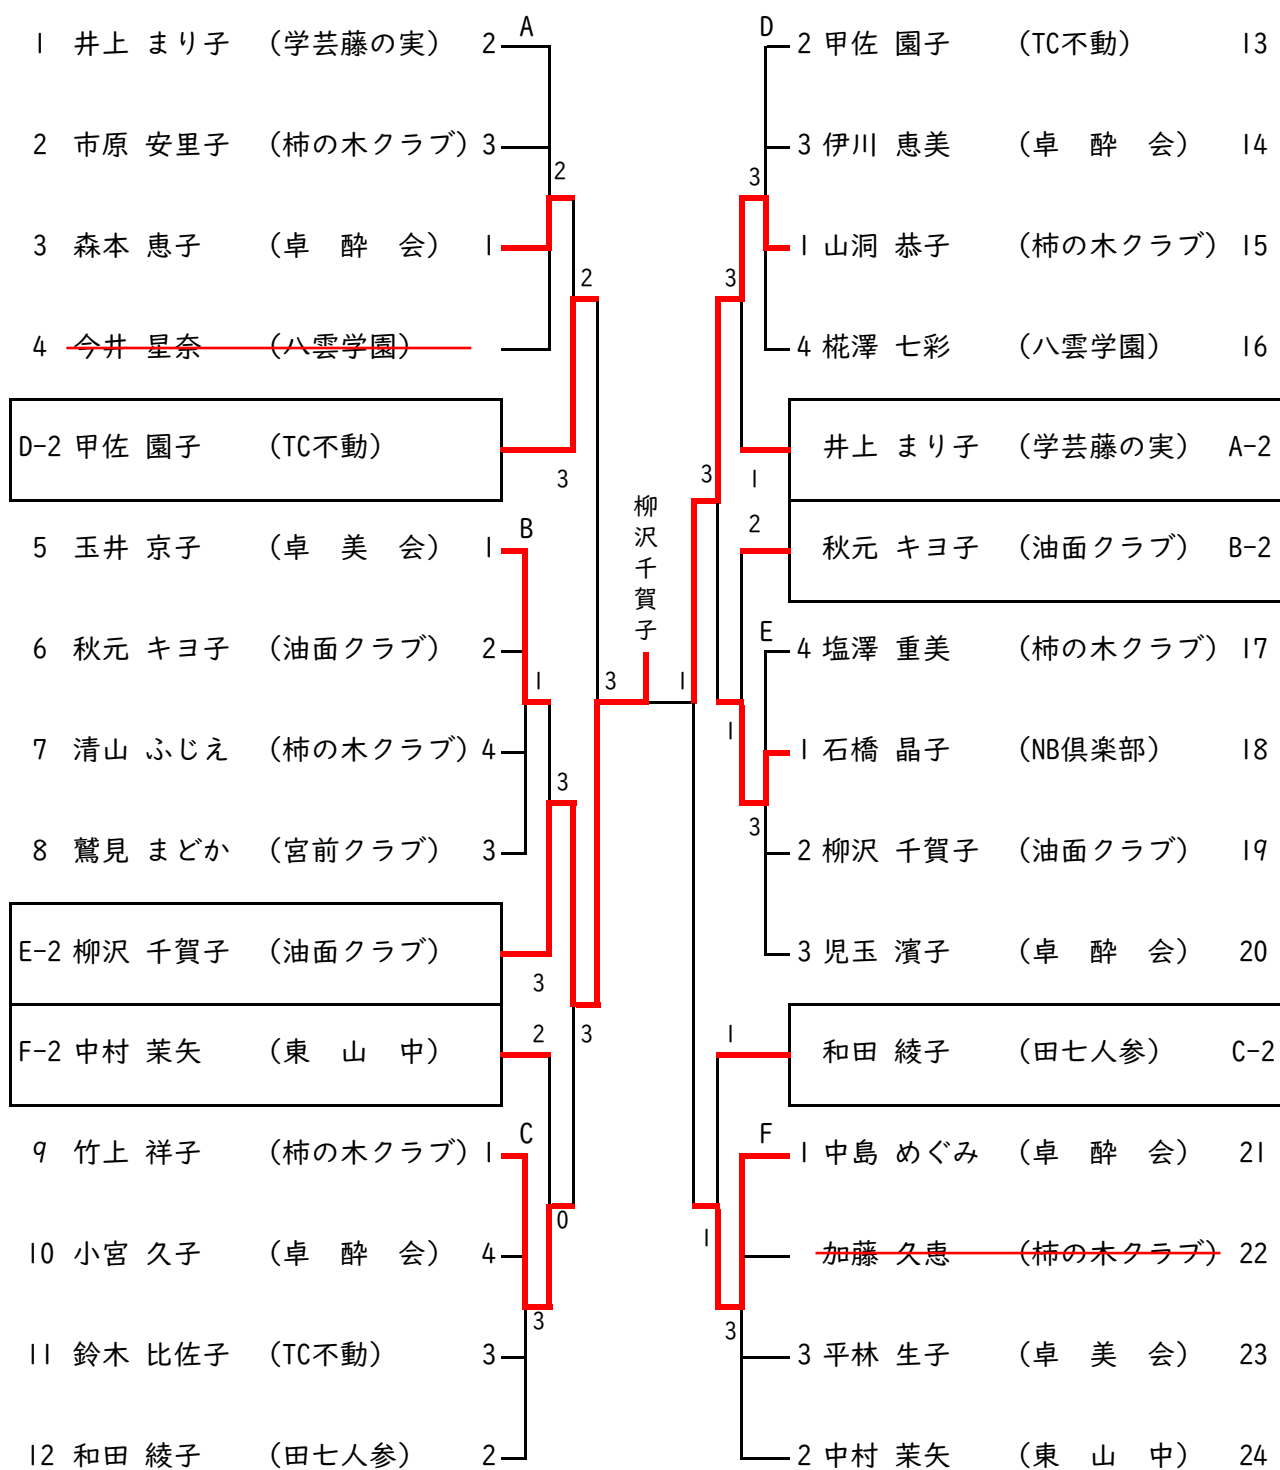 A
D
1 井上 まり子 (学芸藤の実) 2
2 甲佐 園子 (TC不動) 13
2 市原 安里子 (柿の木クラブ) 3
3 伊川 恵美 (卓 酔 会) 14
2
3
3 森本 恵子 (卓 酔 会) 1
1 山洞 恭子 (柿の木クラブ) 15
2
3
4 今井 星奈 (八雲学園)
4 椛澤 七彩 (八雲学園) 16
D-2 甲佐 園子 (TC不動)
井上 まり子 (学芸藤の実) A-2
3
3
1
柳沢千賀子
B
2
5 玉井 京子 (卓 美 会) 1
秋元 キヨ子 (油面クラブ) B-2
E
6 秋元 キヨ子 (油面クラブ) 2
4 塩澤 重美 (柿の木クラブ) 17
1
3
1
1
7 清山 ふじえ (柿の木クラブ) 4
1 石橋 晶子 (NB倶楽部) 18
3
3
8 鷲見 まどか (宮前クラブ) 3
2 柳沢 千賀子 (油面クラブ) 19
E-2 柳沢 千賀子 (油面クラブ)
3 児玉 濱子 (卓 酔 会) 20
3
2
3
1
F-2 中村 茉矢 (東 山 中)
和田 綾子 (田七人参) C-2
C
F
9 竹上 祥子 (柿の木クラブ) 1
1 中島 めぐみ (卓 酔 会) 21
0
1
10 小宮 久子 (卓 酔 会) 4
加藤 久恵 (柿の木クラブ) 22
3
3
11 鈴木 比佐子 (TC不動) 3
3 平林 生子 (卓 美 会) 23
12 和田 綾子 (田七人参) 2
2 中村 茉矢 (東 山 中) 24